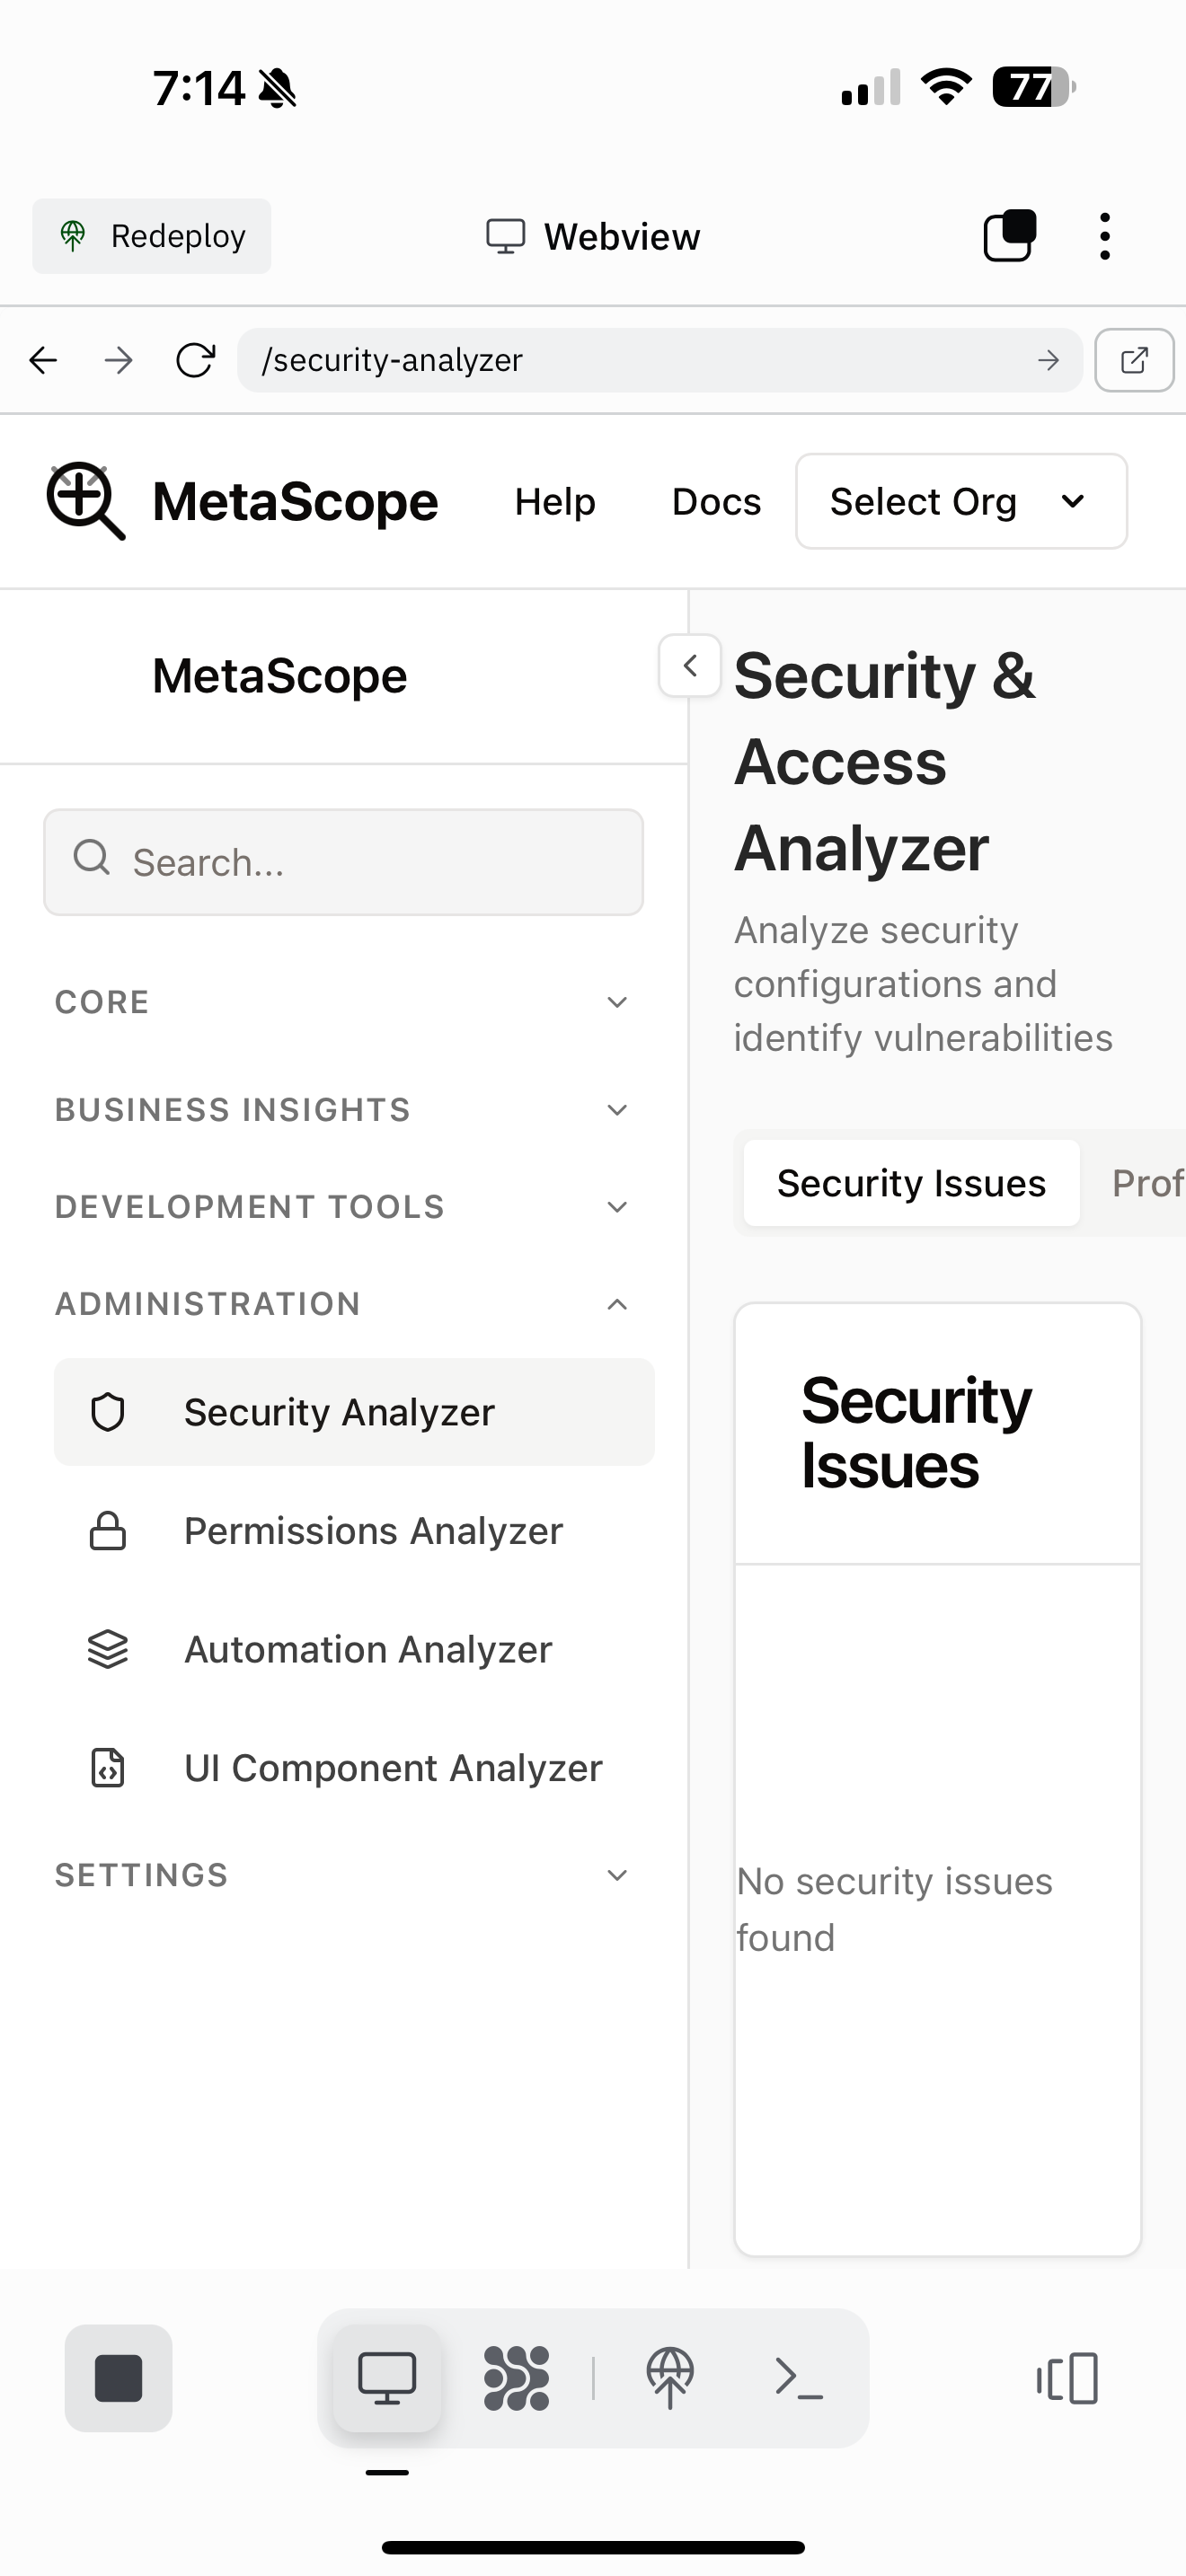 7:14
77
Redeploy
Webview
/security-analyzer
MetaScope
Help
Docs
Select Org
MetaScope
Search...
CORE
BUSINESS INSIGHTS
DEVELOPMENT TOOLS
ADMINISTRATION
Security Analyzer
Permissions Analyzer
Automation Analyzer
UI Component Analyzer
SETTINGS
Security &
Access
Analyzer
Analyze security
configurations and
identify vulnerabilities
Security Issues
Prof
Security
Issues
No security issues
found